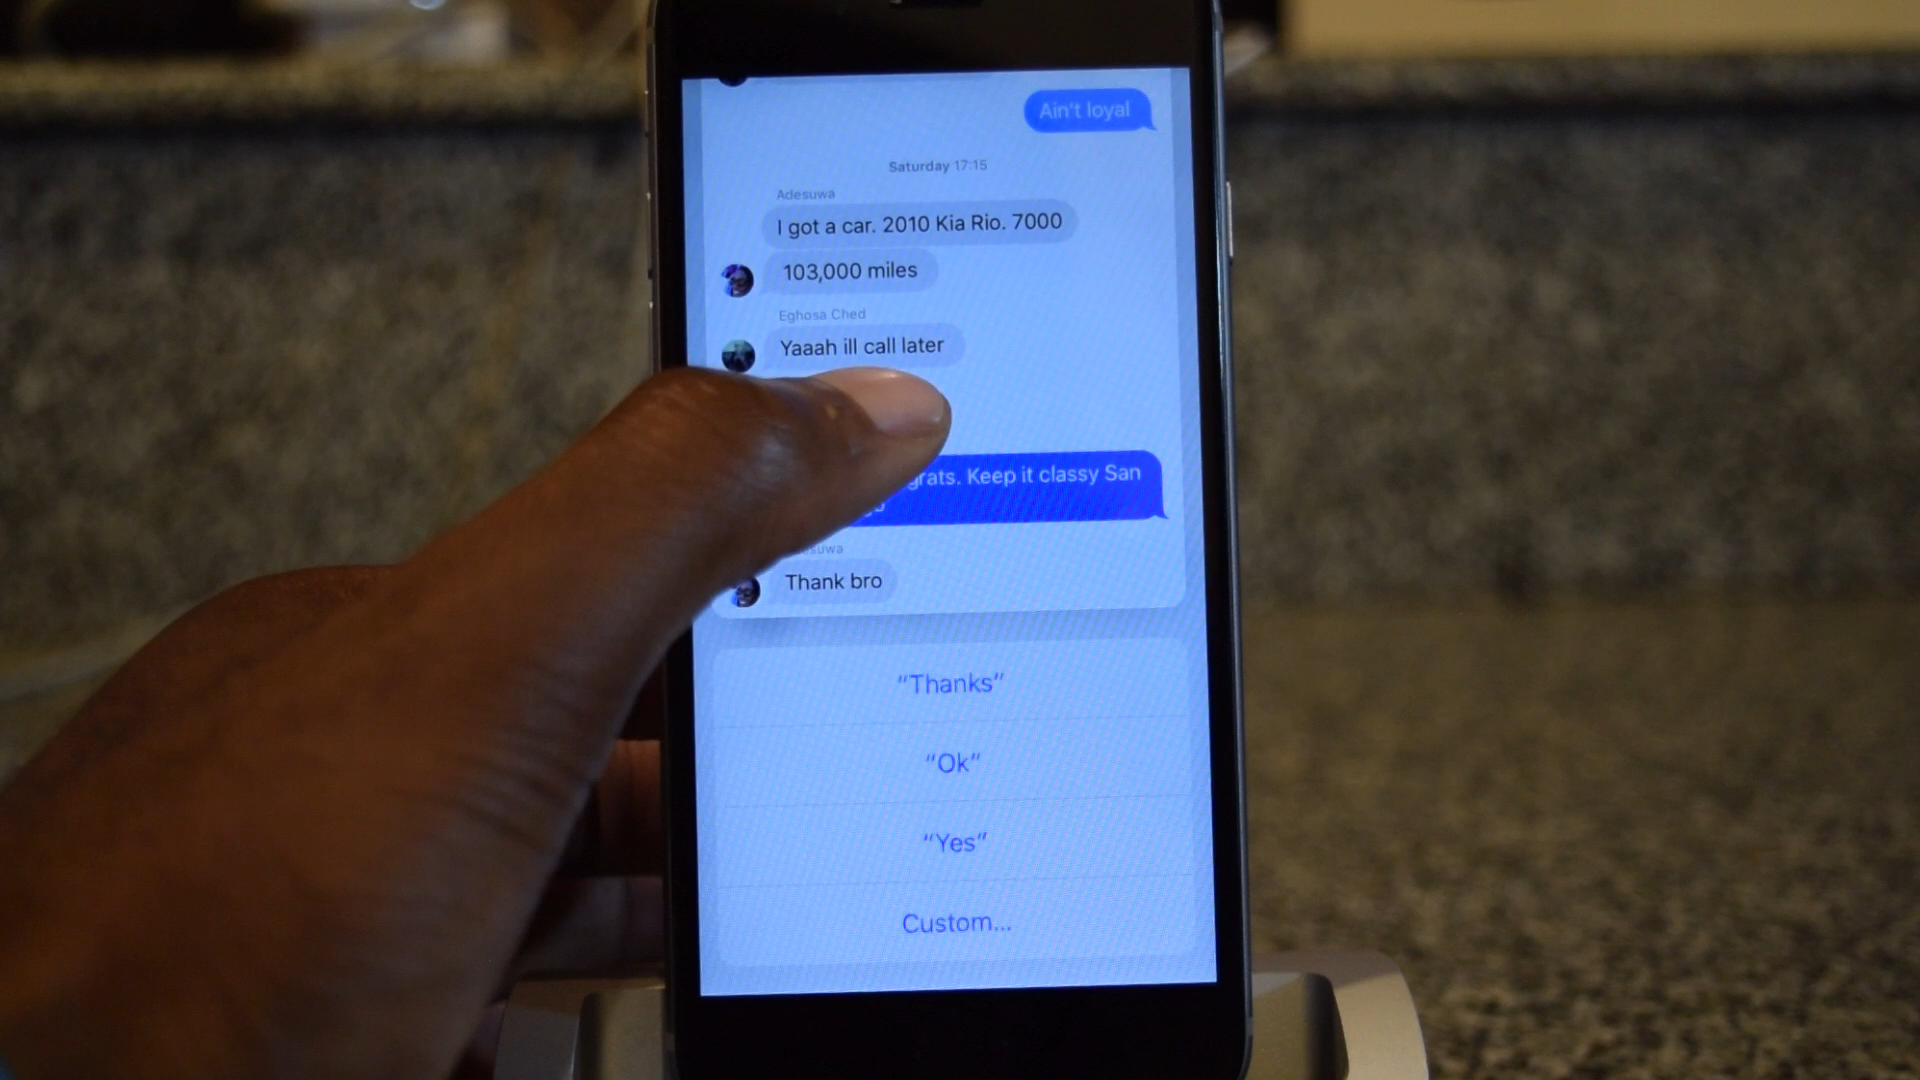 Ain't loyal
Saturday 17:15
Adesuwa
I got a car. 2010 Kia Rio. 7000
103,000 miles
Eghosa Ched
Yaaah ill call later
grats. Keep it classy San
Thank bro
“Thanks”
“Ok”
“Yes”
Custom...